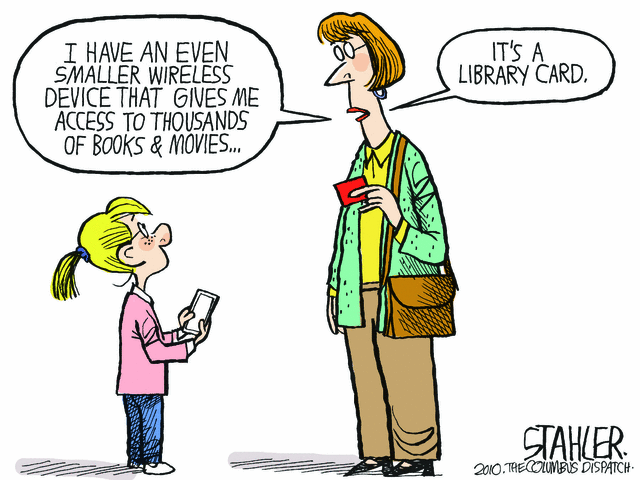 I HAVE AN EVEN
SMALLER WIRELESS
DEVICE THAT GIVES ME
ACCESS TO THOUSANDS
OF BOOKS & MOVIES...
IT'S A
LIBRARY CARD.
STAHLER.
2010. THE COLUMBUS DISPATCH.